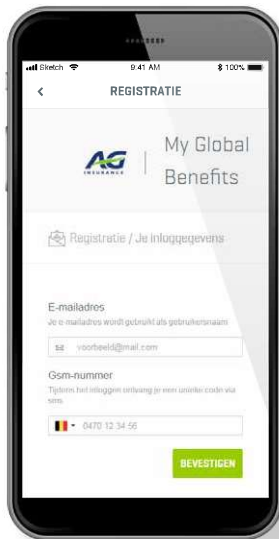 Sketch 9:41 AM 100%
REGISTRATIE
AG
INSURANCE
My Global
Benefits
Registratie / Je inloggegevens
E-mailadres
Je e-mailadres wordt gebruikt als gebruikersnaam
voorbeeld@mail.com
Gsm-nummer
Tijdens het inloggen ontvang je een unieke code via
sms
0470 12 34 56
BEVESTIGEN